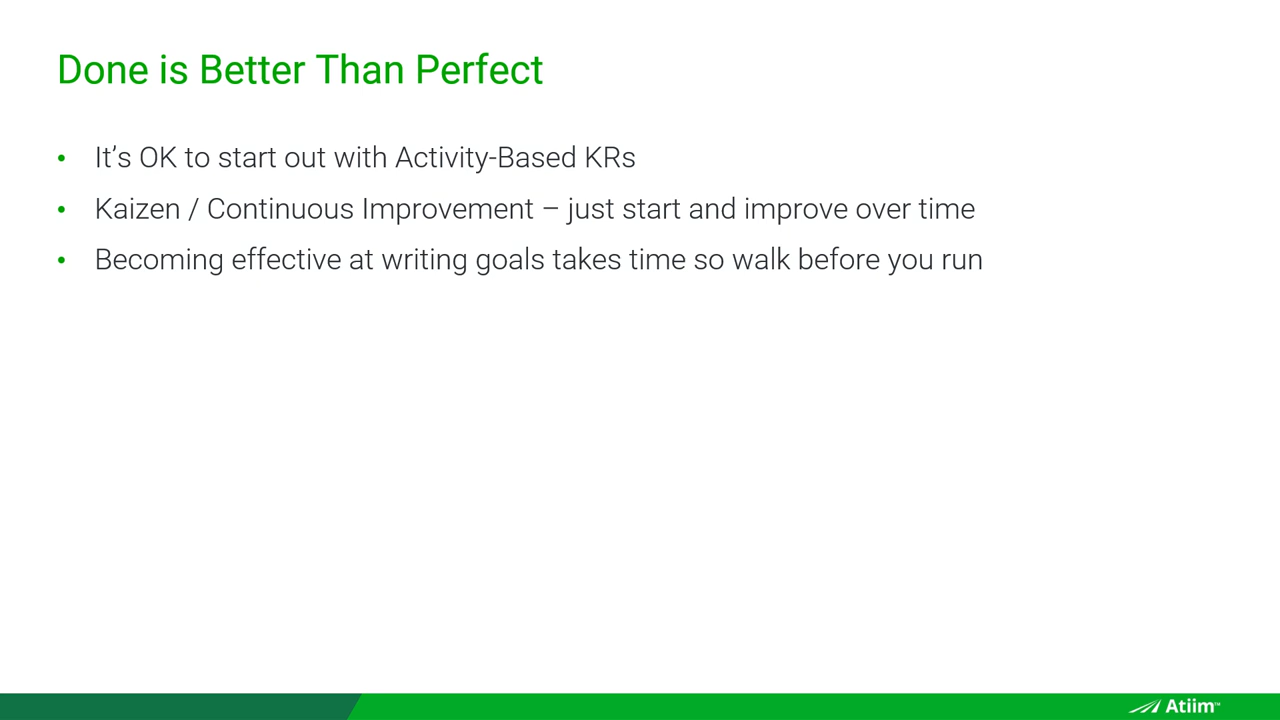 Done is Better Than Perfect
• It’s OK to start out with Activity-Based KRs
• Kaizen / Continuous Improvement – just start and improve over time
• Becoming effective at writing goals takes time so walk before you run
Atiim™